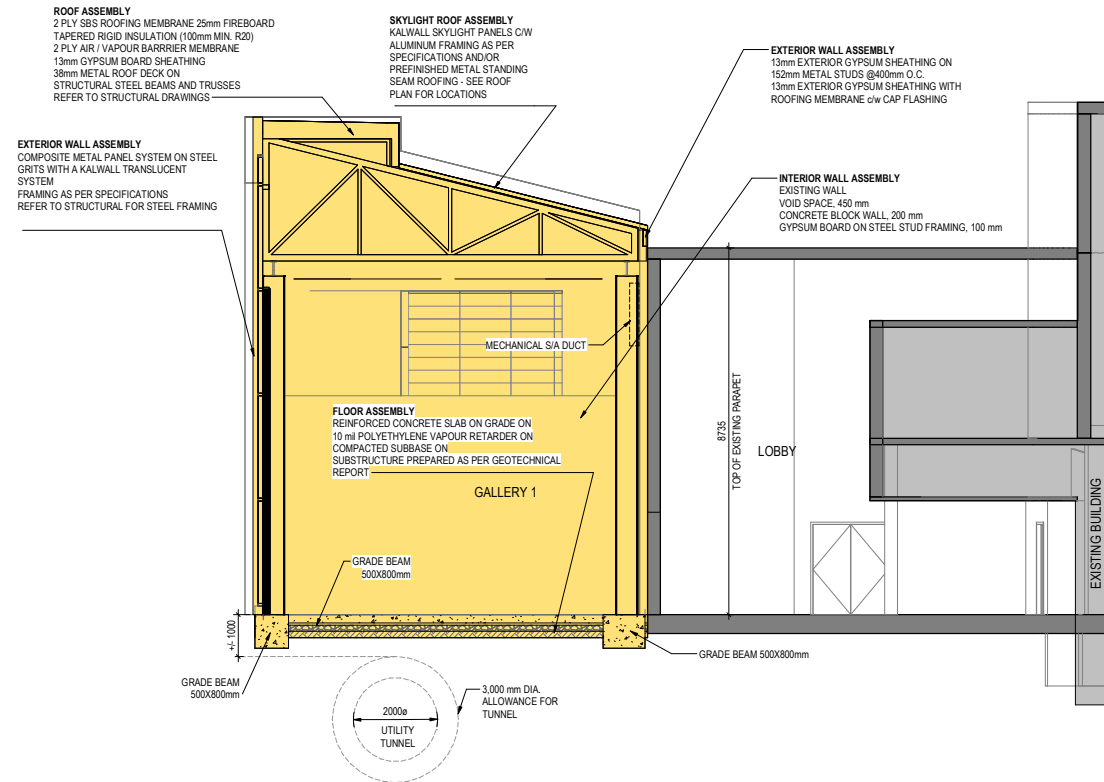 ROOF ASSEMBLY
2 PLY SBS ROOFING MEMBRANE 25mm FIREBOARD
TAPERED RIGID INSULATION (100mm MIN. R20)
2 PLY AIR / VAPOUR BARRRIER MEMBRANE
13mm GYPSUM BOARD SHEATHING
38mm METAL ROOF DECK ON
STRUCTURAL STEEL BEAMS AND TRUSSES
REFER TO STRUCTURAL DRAWINGS
SKYLIGHT ROOF ASSEMBLY
KALWALL SKYLIGHT PANELS C/W
ALUMINUM FRAMING AS PER
SPECIFICATIONS AND/OR
PREFINISHED METAL STANDING
SEAM ROOFING - SEE ROOF
PLAN FOR LOCATIONS
EXTERIOR WALL ASSEMBLY
13mm EXTERIOR GYPSUM SHEATHING ON
152mm METAL STUDS @400mm O.C.
13mm EXTERIOR GYPSUM SHEATHING WITH
ROOFING MEMBRANE c/w CAP FLASHING
EXTERIOR WALL ASSEMBLY
COMPOSITE METAL PANEL SYSTEM ON STEEL
GRITS WITH A KALWALL TRANSLUCENT
SYSTEM
FRAMING AS PER SPECIFICATIONS
REFER TO STRUCTURAL FOR STEEL FRAMING
INTERIOR WALL ASSEMBLY
EXISTING WALL
VOID SPACE, 450 mm
CONCRETE BLOCK WALL, 200 mm
GYPSUM BOARD ON STEEL STUD FRAMING, 100 mm
MECHANICAL S/A DUCT
FLOOR ASSEMBLY
REINFORCED CONCRETE SLAB ON GRADE ON
10 mil POLYETHYLENE VAPOUR RETARDER ON
COMPACTED SUBBASE ON
SUBSTRUCTURE PREPARED AS PER GEOTECHNICAL
REPORT
GALLERY 1
8735
TOP OF EXISTING PARAPET
LOBBY
EXISTING BUILDING
GRADE BEAM
500X800mm
+/- 1000
GRADE BEAM 500X800mm
GRADE BEAM
500X800mm
3,000 mm DIA.
ALLOWANCE FOR
TUNNEL
2000ø
UTILITY
TUNNEL